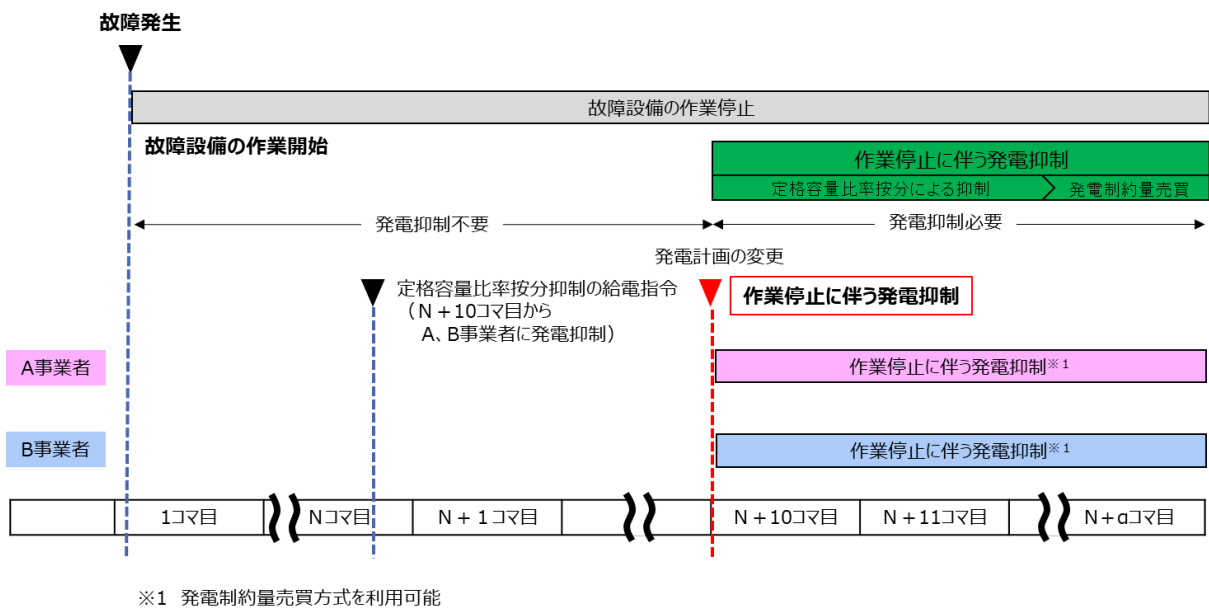 故障発生
故障設備の作業停止
故障設備の作業開始
作業停止に伴う発電抑制
定格容量比率按分による抑制
発電制約量売買
発電抑制不要
発電抑制必要
発電計画の変更
定格容量比率按分抑制の給電指令
（N+10コマ目から
A、B事業者に発電抑制）
作業停止に伴う発電抑制
A事業者
作業停止に伴う発電抑制※1
B事業者
作業停止に伴う発電抑制※1
1コマ目
Nコマ目
N+1コマ目
N+10コマ目
N+11コマ目
N+αコマ目
※1 発電制約量売買方式を利用可能